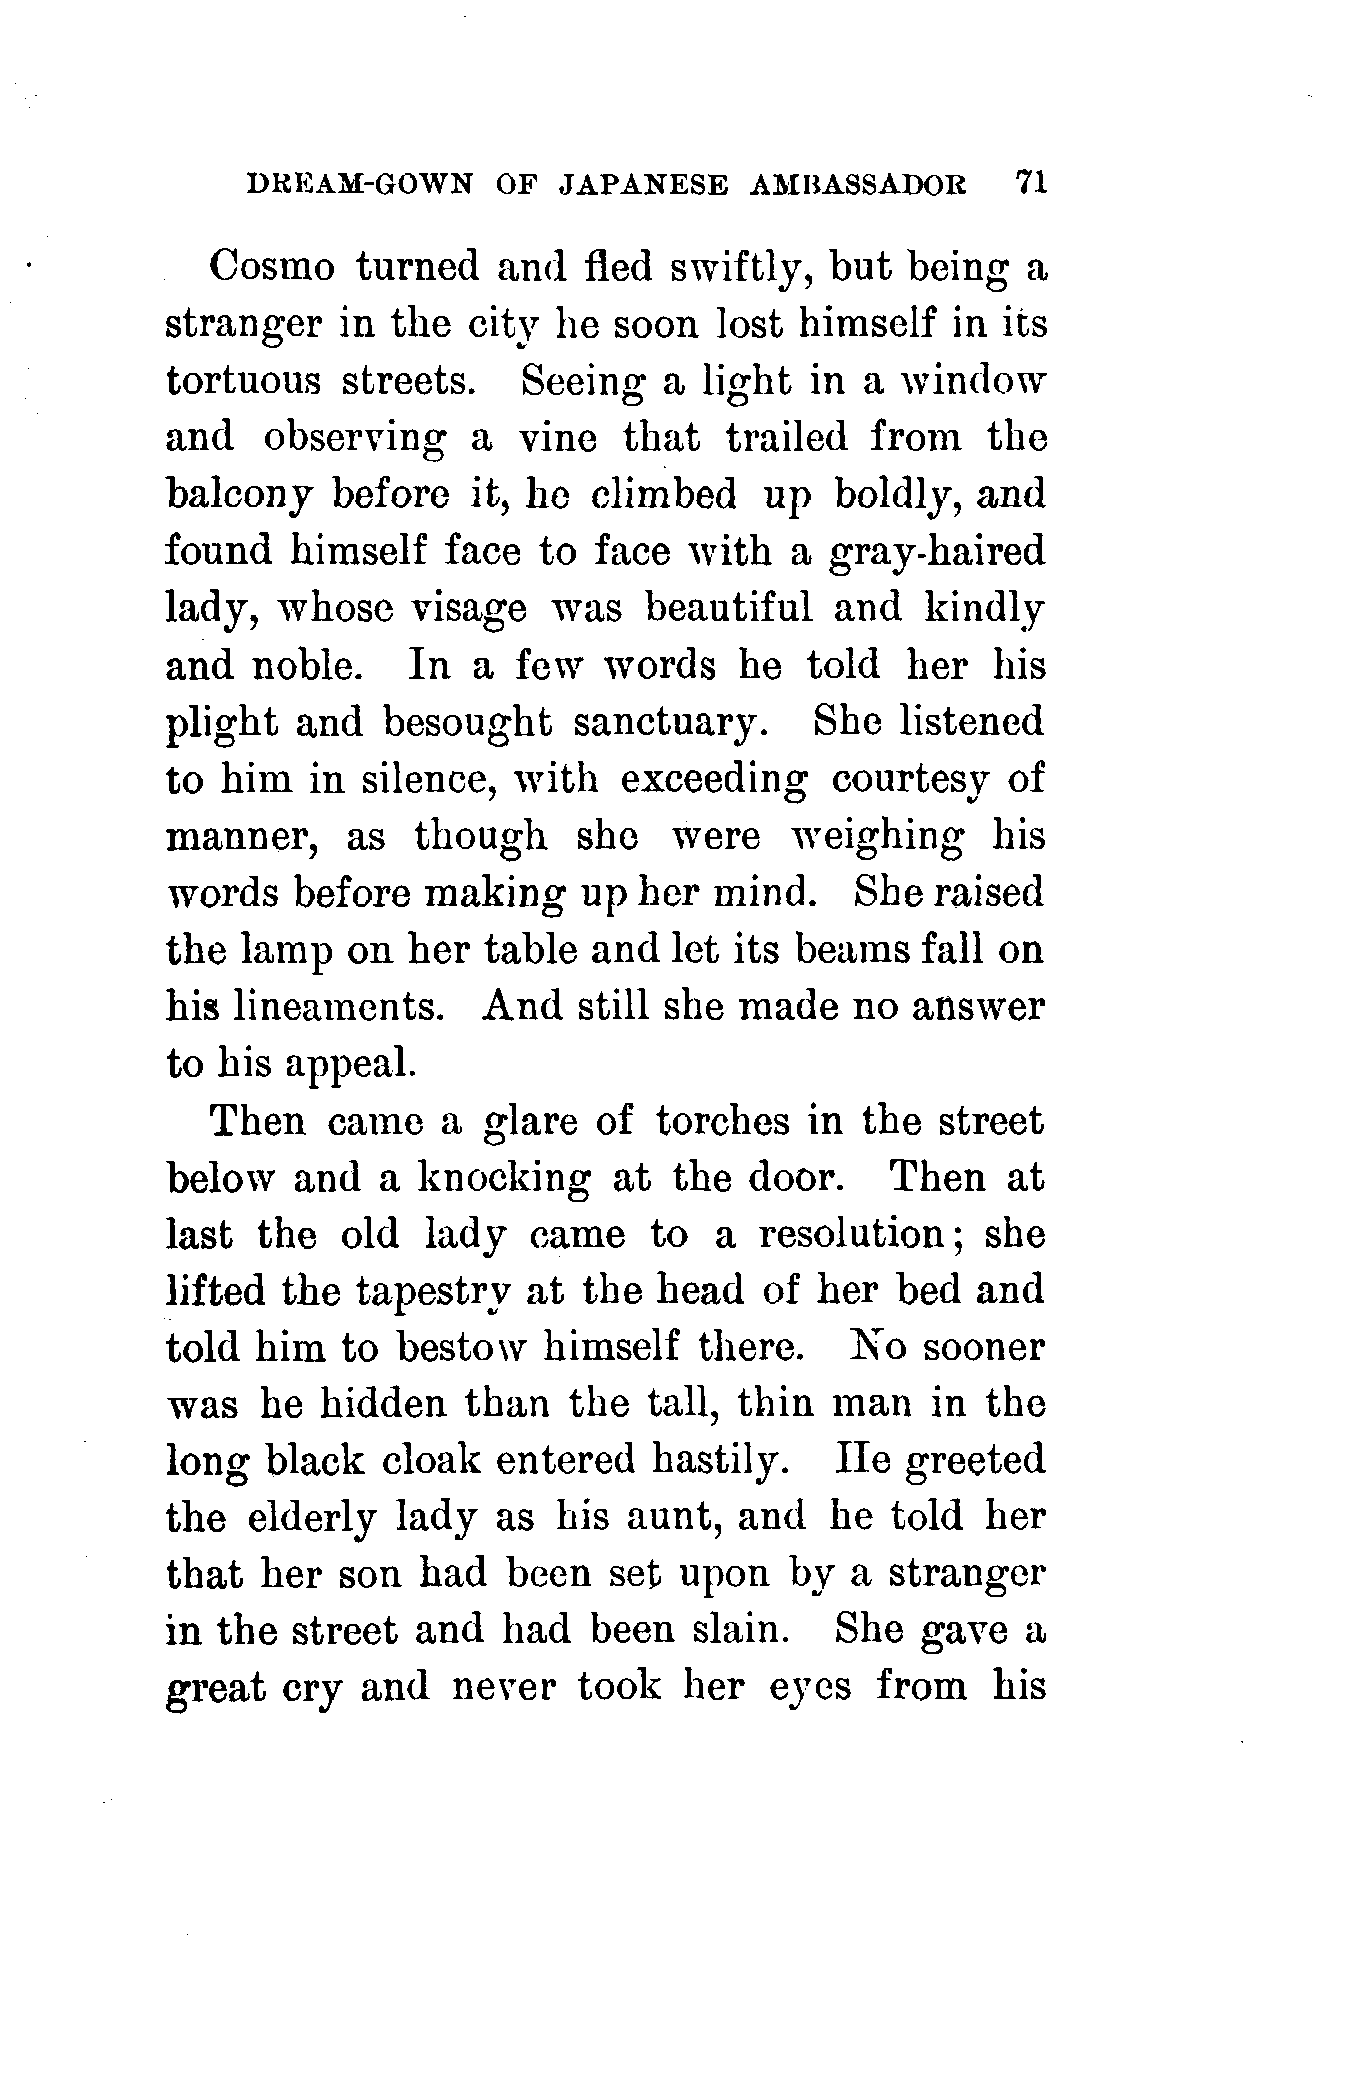 DREAM-GOWN OF JAPANESE AMBASSADOR 71
Cosmo turned and fled swiftly, but being a
stranger in the city he soon lost himself in its
tortuous streets. Seeing a light in a window
and observing a vine that trailed from the
balcony before it, he climbed up boldly, and
found himself face to face with a gray-haired
lady, whose visage was beautiful and kindly
and noble. In a few words he told her his
plight and besought sanctuary. She listened
to him in silence, with exceeding courtesy of
manner, as though she were weighing his
words before making up her mind. She raised
the lamp on her table and let its beams fall on
his lineaments. And still she made no answer
to his appeal.
Then came a glare of torches in the street
below and a knocking at the door. Then at
last the old lady came to a resolution; she
lifted the tapestry at the head of her bed and
told him to bestow himself there. No sooner
was he hidden than the tall, thin man in the
long black cloak entered hastily. He greeted
the elderly lady as his aunt, and he told her
that her son had been set upon by a stranger
in the street and had been slain. She gave a
great cry and never took her eyes from his